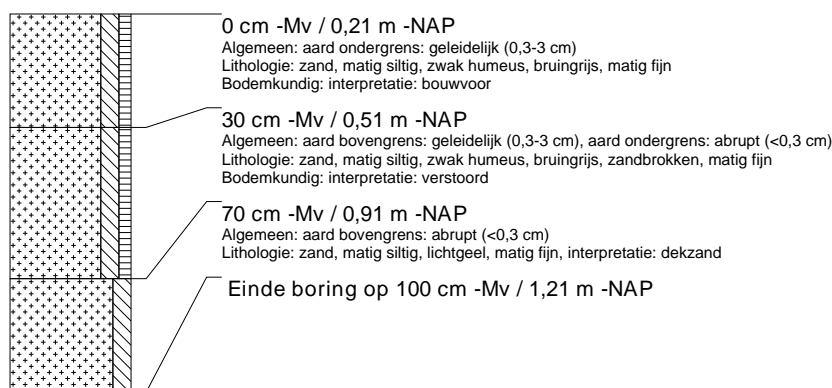 0 cm -Mv / 0,21 m -NAP
Algemeen: aard ondergrens: geleidelijk (0,3-3 cm)
Lithologie: zand, matig siltig, zwak humeus, bruingrijs, matig fijn
Bodemkundig: interpretatie: bouwvoor
30 cm -Mv / 0,51 m -NAP
Algemeen: aard bovengrens: geleidelijk (0,3-3 cm), aard ondergrens: abrupt (<0,3 cm)
Lithologie: zand, matig siltig, zwak humeus, bruingrijs, zandbrokken, matig fijn
Bodemkundig: interpretatie: verstoord
70 cm -Mv / 0,91 m -NAP
Algemeen: aard bovengrens: abrupt (<0,3 cm)
Lithologie: zand, matig siltig, lichtgeel, matig fijn, interpretatie: dekzand
Einde boring op 100 cm -Mv / 1,21 m -NAP